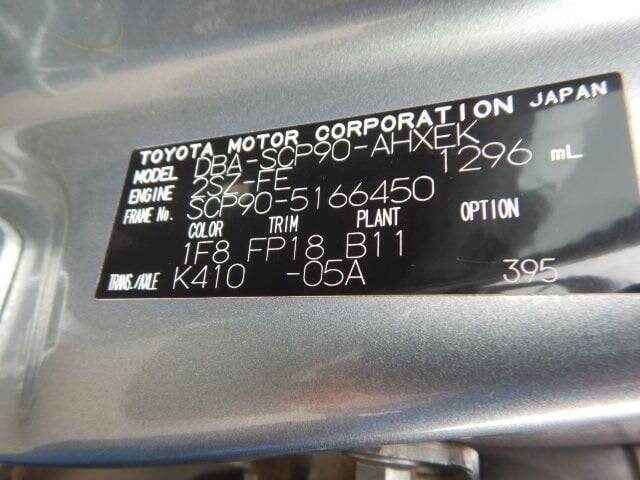 TOYOTA MOTOR CORPORATION JAPAN
MODEL DBA-SCP90-AHXEK
ENGINE 2SZ-FE 1296 mL
FRAME No. SCP90-5166450
COLOR TRIM PLANT OPTION
1F8 FP18 B11
TRANS./AXLE K410 -05A 395